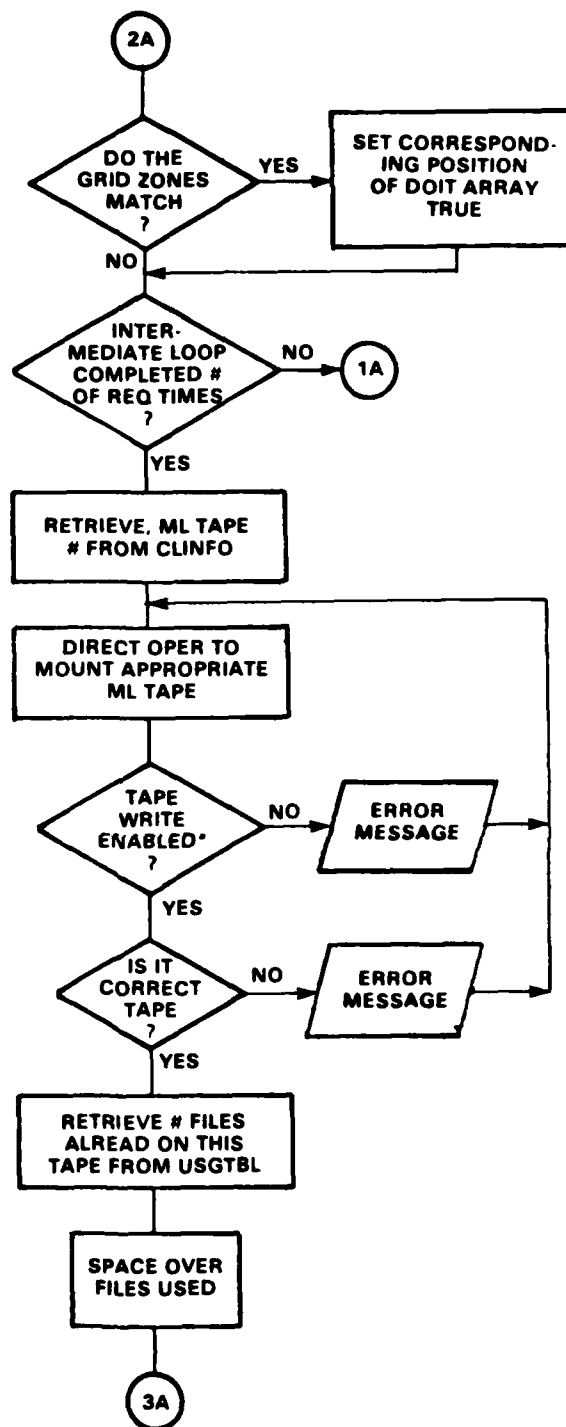 2A
DO THE
GRID ZONES
MATCH
?
YES
SET CORRESPOND-
ING POSITION
OF DOIT ARRAY
TRUE
NO
INTER-
MEDIATE LOOP
COMPLETED #
OF REQ TIMES
?
NO
1A
YES
RETRIEVE, ML TAPE
# FROM CLINFO
DIRECT OPER TO
MOUNT APPROPRIATE
ML TAPE
TAPE
WRITE
ENABLED*
?
NO
ERROR
MESSAGE
YES
IS IT
CORRECT
TAPE
?
NO
ERROR
MESSAGE
YES
RETRIEVE # FILES
ALREAD ON THIS
TAPE FROM USGTBL
SPACE OVER
FILES USED
3A